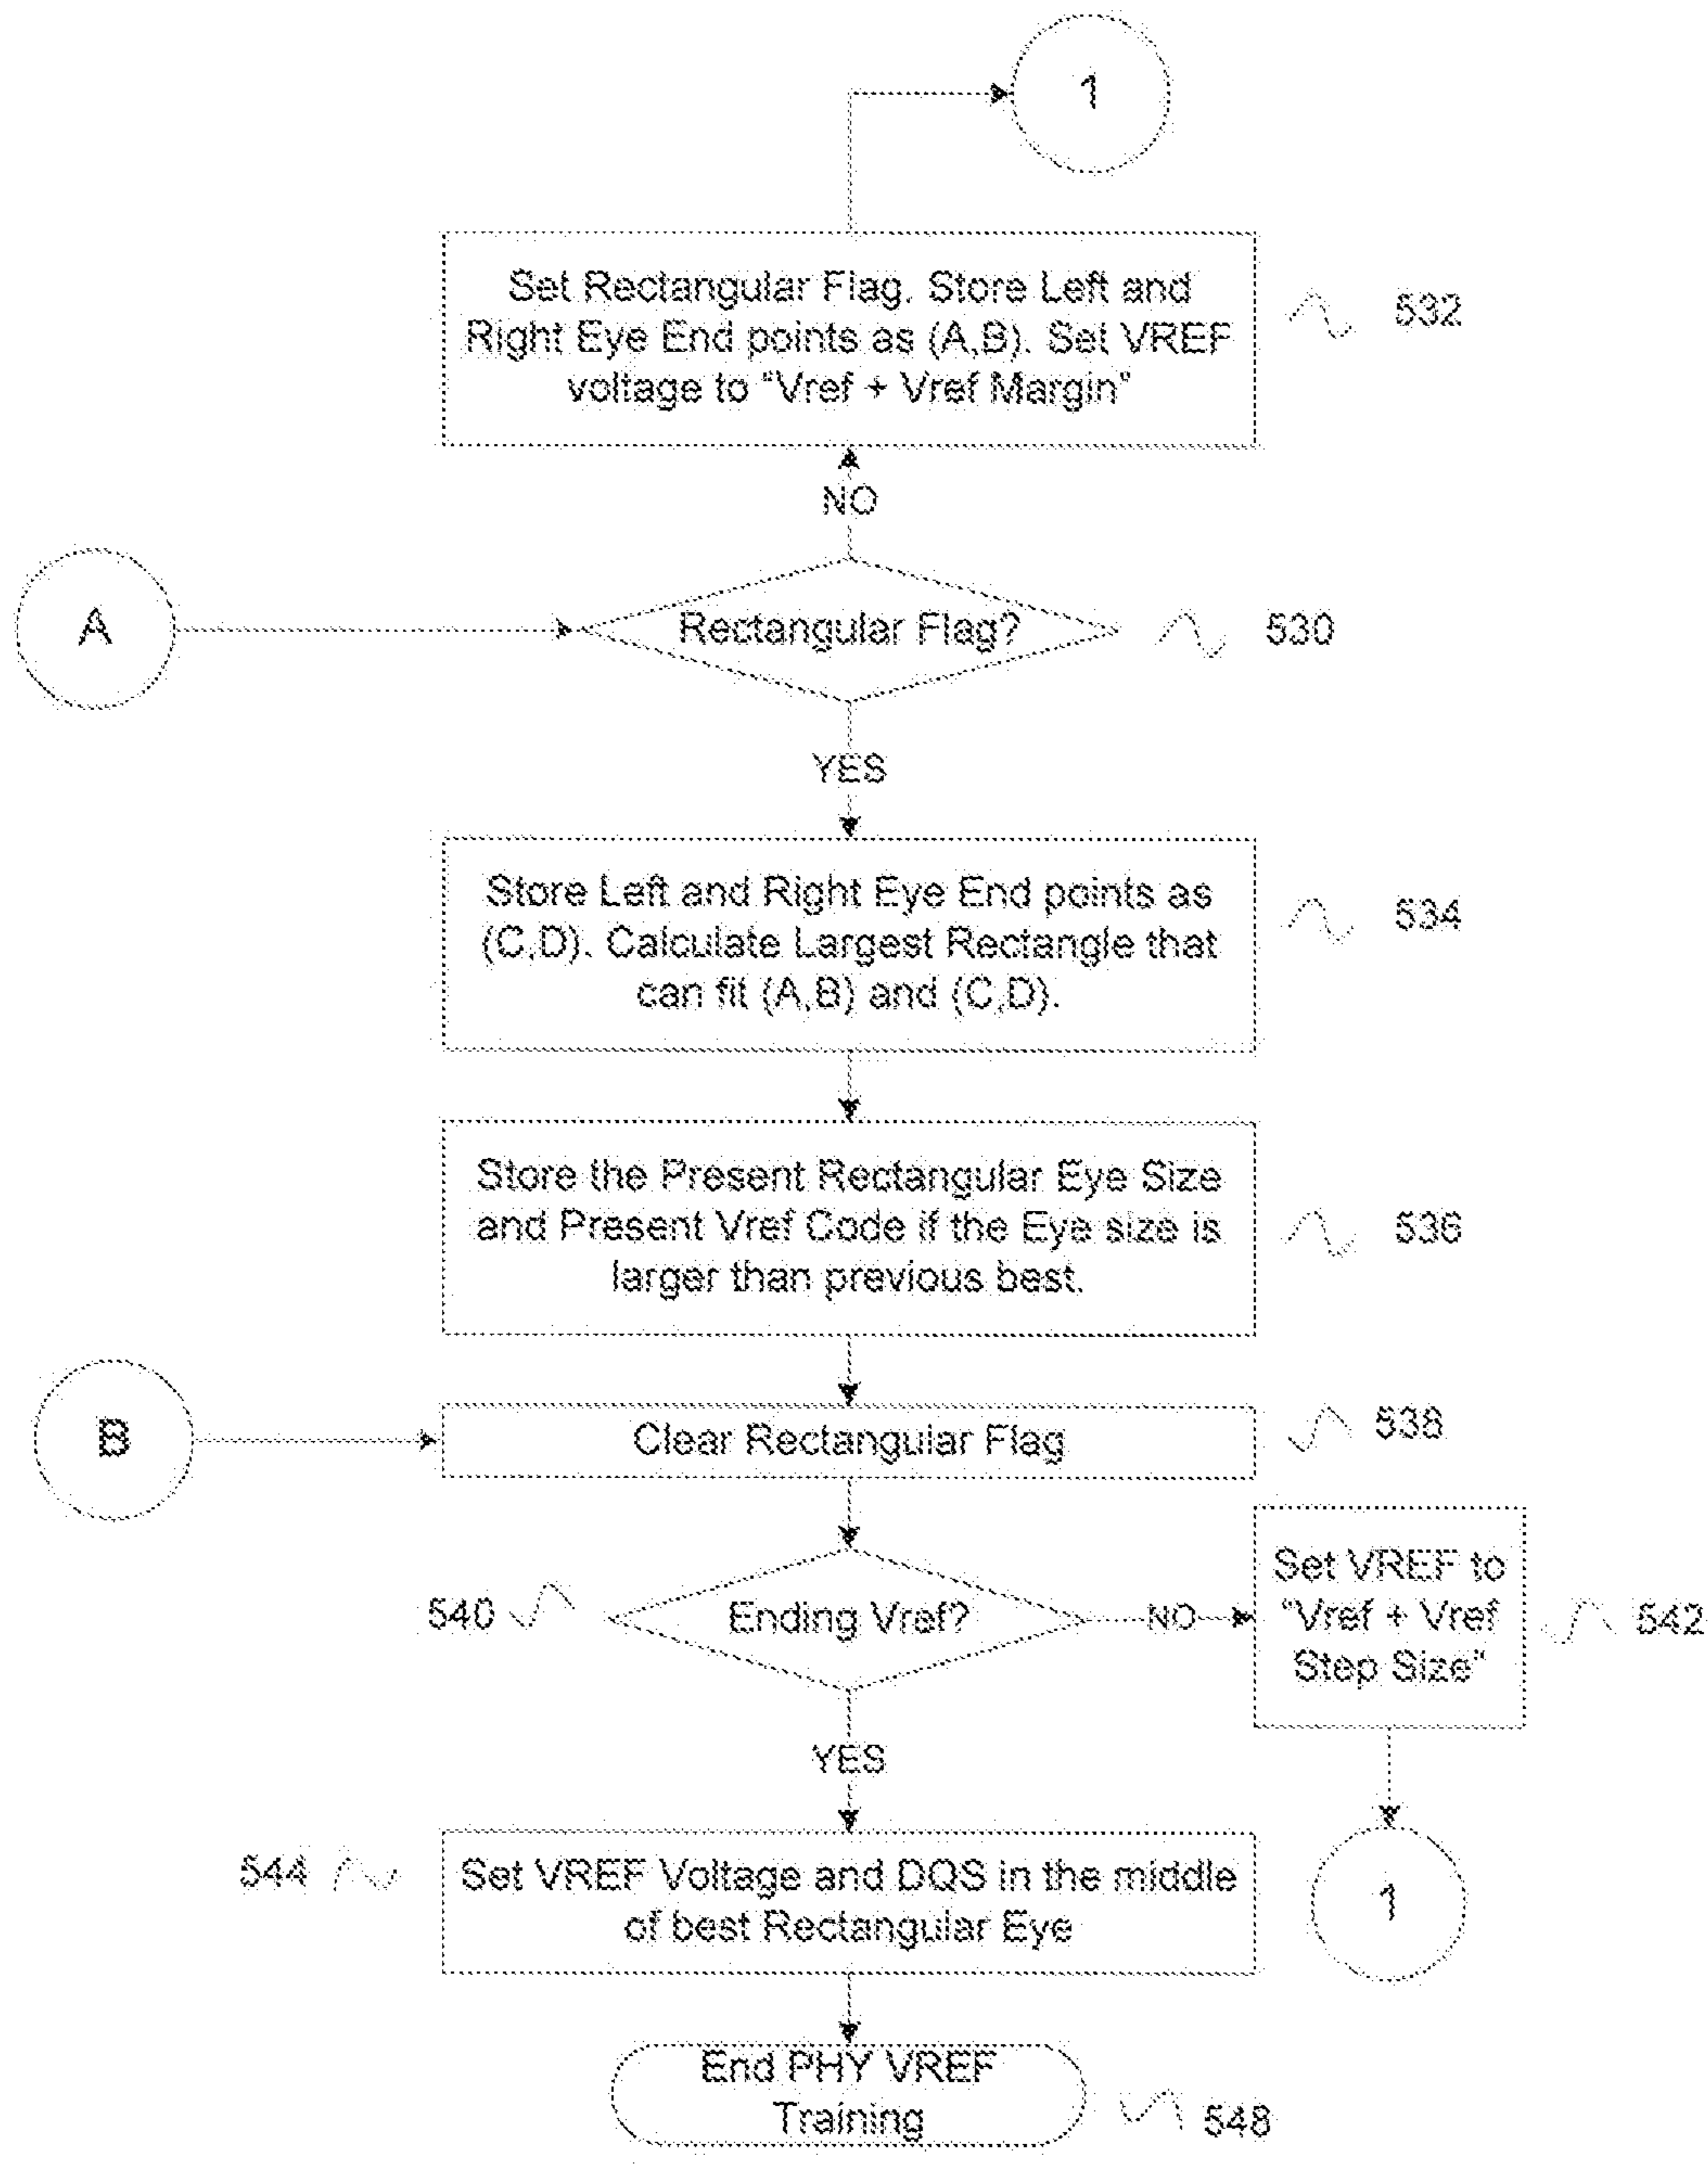 1
Set Rectangular Flag. Store Left and
Right Eye End points as (A,B). Set VREF
voltage to "Vref + Vref Margin"
532
NO
A
Rectangular Flag?
530
YES
Store Left and Right Eye End points as
(C,D). Calculate Largest Rectangle that
can fit (A,B) and (C,D).
534
Store the Present Rectangular Eye Size
and Present Vref Code if the Eye size is
larger than previous best.
536
B
Clear Rectangular Flag
538
540
Ending Vref?
NO
Set VREF to
"Vref + Vref
Step Size"
542
YES
544
Set VREF Voltage and DQS in the middle
of best Rectangular Eye
1
End PHY VREF
Training
548